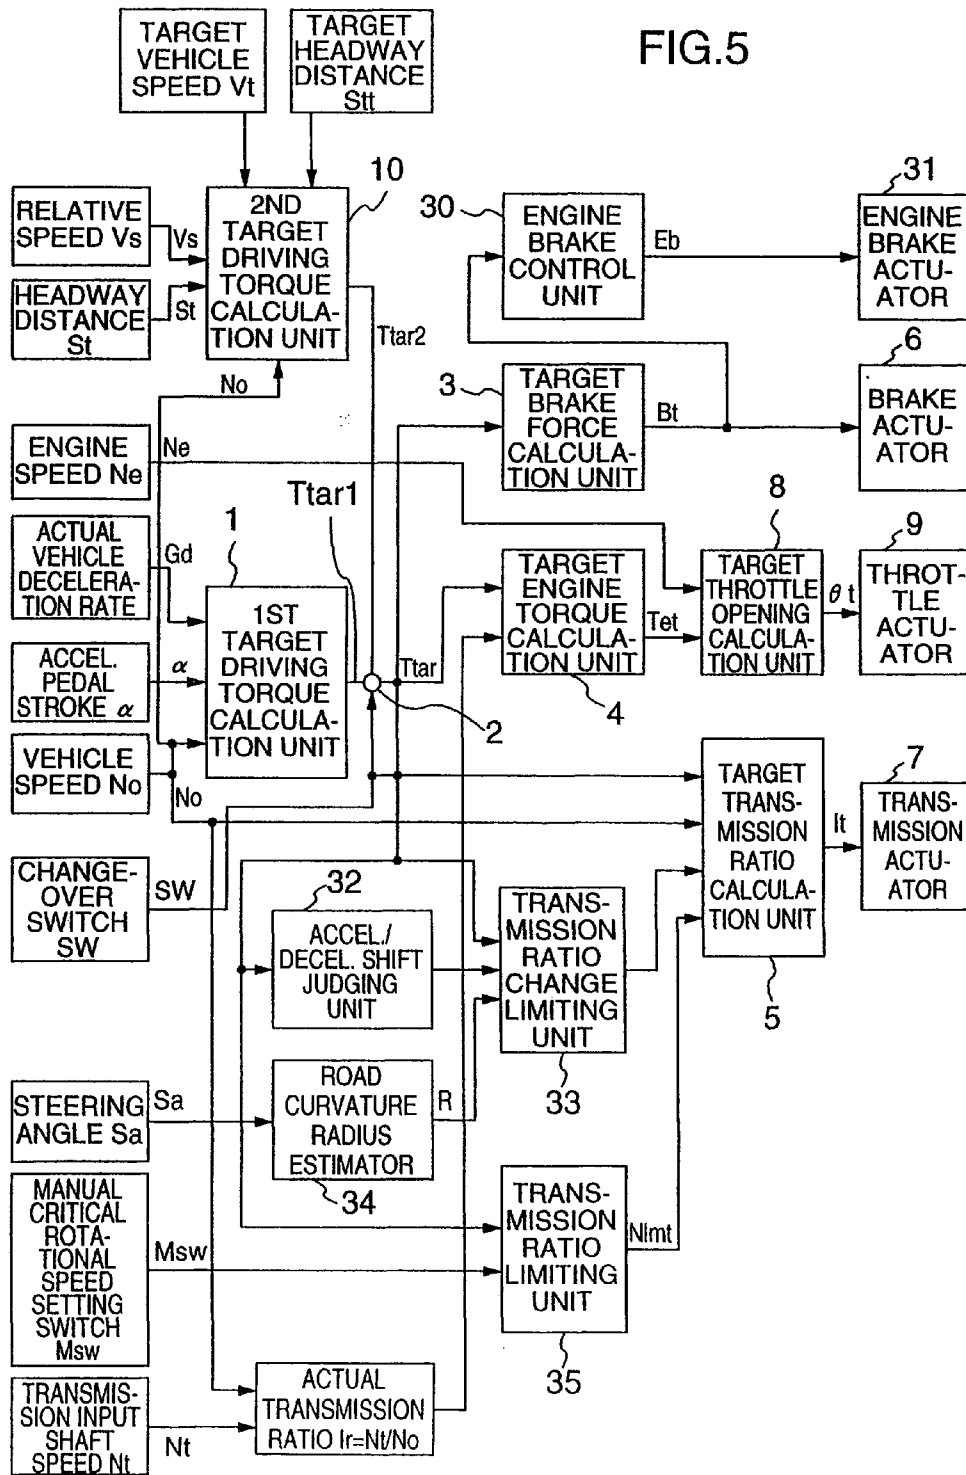 FIG.5
TARGET
VEHICLE
SPEED Vt
TARGET
HEADWAY
DISTANCE
Stt
RELATIVE
SPEED Vs
Vs
HEADWAY
DISTANCE
St
St
10
2ND
TARGET
DRIVING
TORQUE
CALCULA-
TION UNIT
Ttar2
No
30
ENGINE
BRAKE
CONTROL
UNIT
Eb
31
ENGINE
BRAKE
ACTU-
ATOR
3
TARGET
BRAKE
FORCE
CALCULA-
TION UNIT
Bt
6
BRAKE
ACTU-
ATOR
ENGINE
SPEED Ne
Ne
Ttar1
ACTUAL
VEHICLE
DECELERA-
TION RATE
Gd
1
1ST
TARGET
DRIVING
TORQUE
CALCULA-
TION UNIT
ACCEL.
PEDAL
STROKE α
α
VEHICLE
SPEED No
No
Ttar
2
TARGET
ENGINE
TORQUE
CALCULA-
TION UNIT
Tet
4
8
TARGET
THROTTLE
OPENING
CALCULA-
TION UNIT
θ t
9
THROT-
TLE
ACTU-
ATOR
CHANGE-
OVER
SWITCH
SW
SW
32
ACCEL./
DECEL. SHIFT
JUDGING
UNIT
TRANS-
MISSION
RATIO
CHANGE
LIMITING
UNIT
33
TARGET
TRANS-
MISSION
RATIO
CALCULA-
TION UNIT
5
It
7
TRANS-
MISSION
ACTU-
ATOR
STEERING
ANGLE Sa
Sa
ROAD
CURVATURE
RADIUS
ESTIMATOR
34
R
MANUAL
CRITICAL
ROTA-
TIONAL
SPEED
SETTING
SWITCH
Msw
Msw
TRANS-
MISSION
RATIO
LIMITING
UNIT
35
Nlmt
TRANSMIS-
SION INPUT
SHAFT
SPEED Nt
Nt
ACTUAL
TRANSMISSION
RATIO Ir=Nt/No